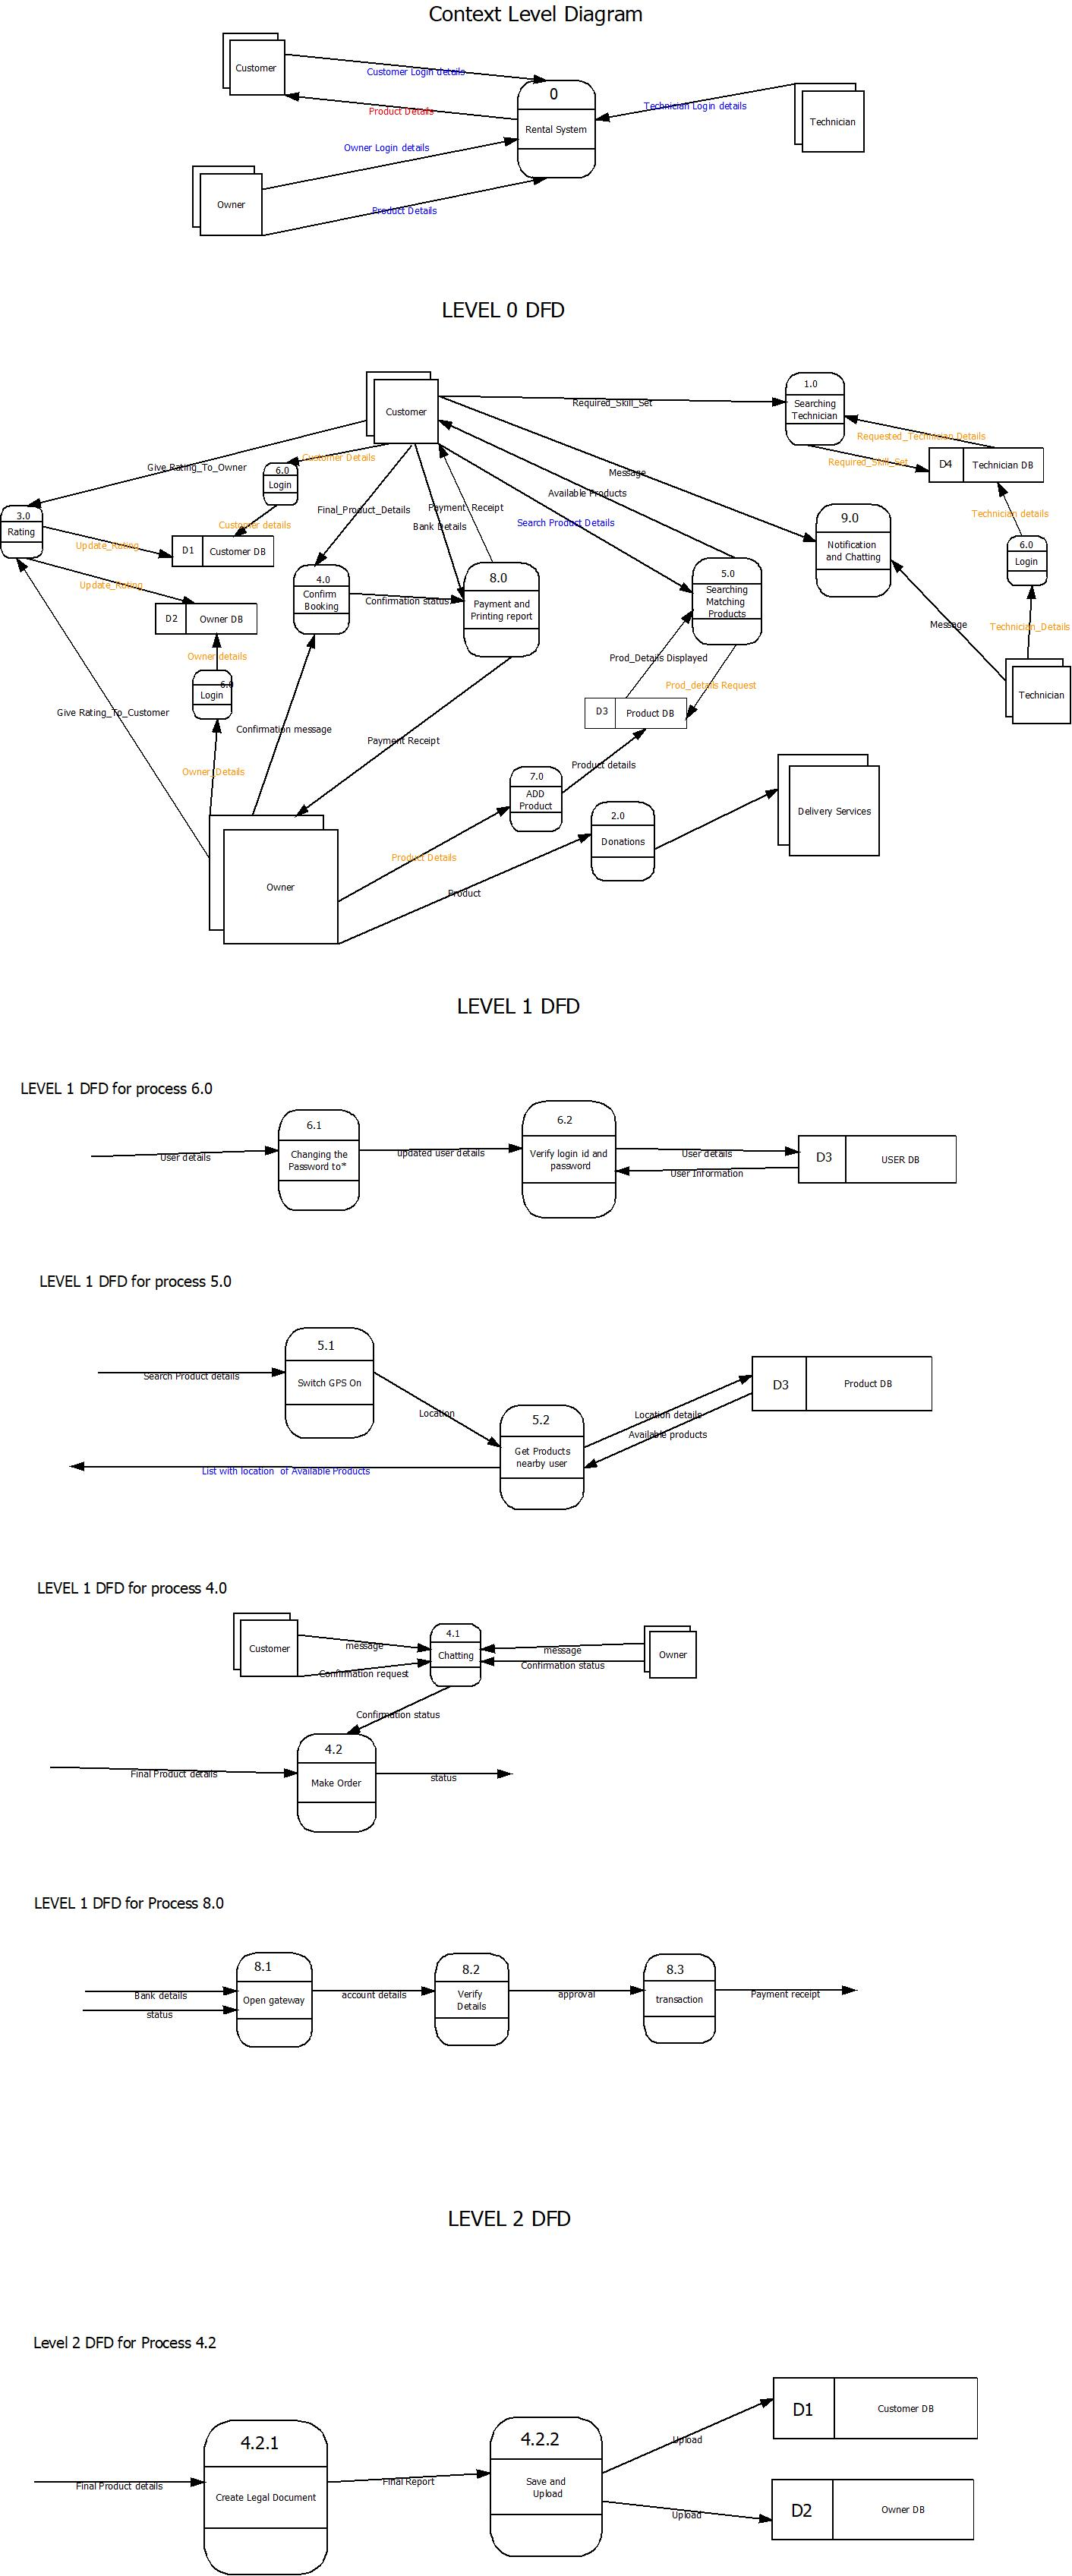 Context Level Diagram
Customer
Customer Login details
0
Product Details
Technician Login details
Rental System
Technician
Owner Login details
Owner
Product Details
LEVEL 0 DFD
Customer
1.0
Searching
Technician
Required_Skill_Set
Requested_Technician Details
Required_Skill_Set
D4
Technician DB
Give Rating_To_Owner
Customer Details
6.0
Login
Message
Available Products
Final_Product_Details
Payment_Receipt
Bank Details
Search Product Details
3.0
Rating
Customer details
Update_Rating
D1
Customer DB
9.0
Notification
and Chatting
Technician details
6.0
Login
4.0
Confirm
Booking
Confirmation status
8.0
Payment and
Printing report
5.0
Searching
Matching
Products
Update_Rating
D2
Owner DB
Message
Technician_Details
Owner details
6.0
Login
Prod_Details Displayed
Prod_details Request
Technician
Give Rating_To_Customer
Confirmation message
Payment Receipt
D3
Product DB
Owner_Details
Product details
7.0
ADD
Product
2.0
Donations
Delivery Services
Product Details
Owner
Product
LEVEL 1 DFD
LEVEL 1 DFD for process 6.0
User details
6.1
Changing the
Password to*
updated user details
6.2
Verify login id and
password
User details
User Information
D3
USER DB
LEVEL 1 DFD for process 5.0
Search Product details
5.1
Switch GPS On
Location
5.2
Get Products
nearby user
Location details
Available products
D3
Product DB
List with location  of Available Products
LEVEL 1 DFD for process 4.0
Customer
message
Confirmation request
4.1
Chatting
message
Confirmation status
Owner
Confirmation status
Final Product details
4.2
Make Order
status
LEVEL 1 DFD for Process 8.0
Bank details
status
8.1
Open gateway
account details
8.2
Verify
Details
approval
8.3
transaction
Payment receipt
LEVEL 2 DFD
Level 2 DFD for Process 4.2
Final Product details
4.2.1
Create Legal Document
Final Report
4.2.2
Save and
Upload
Upload
D1
Customer DB
Upload
D2
Owner DB